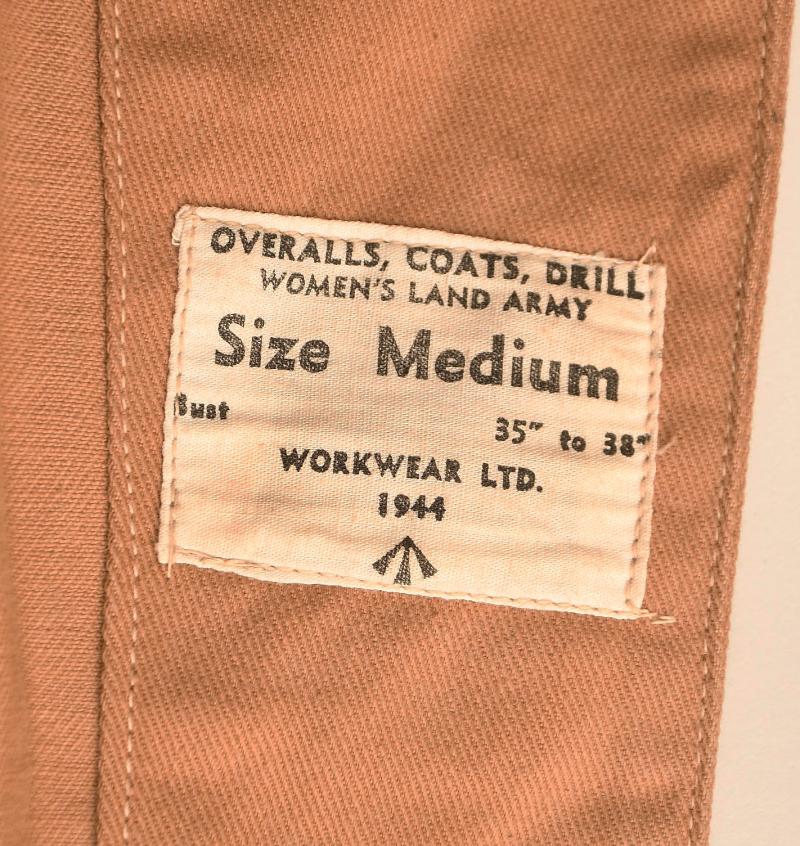 OVERALLS, COATS, DRILL
WOMEN'S LAND ARMY
Size Medium
Bust 35" to 38"
WORKWEAR LTD.
1944